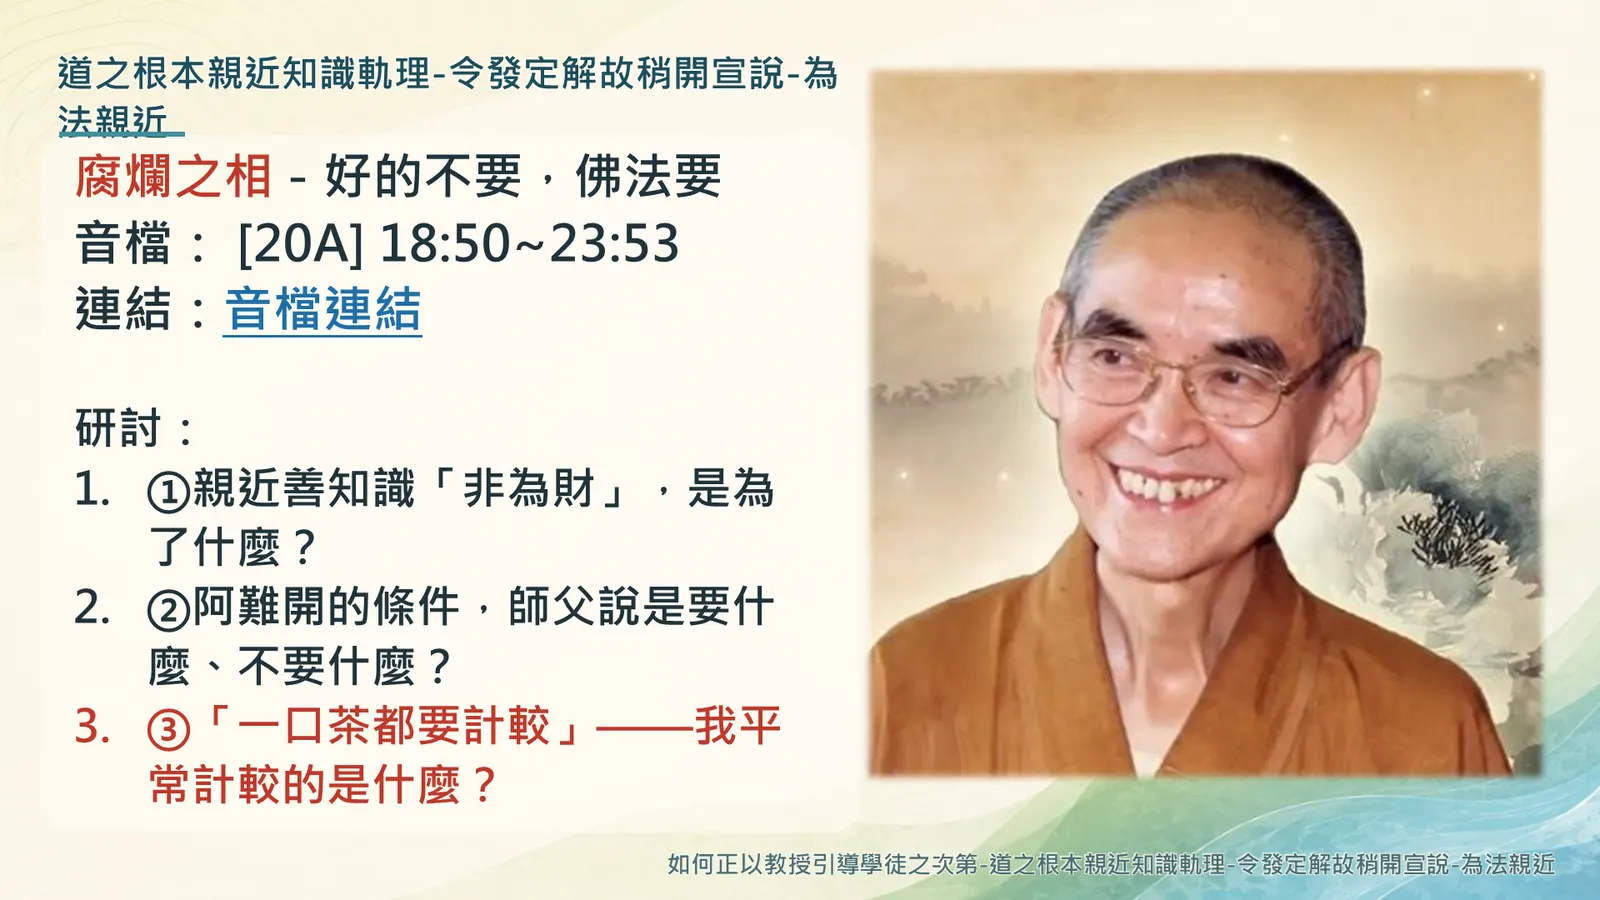 道之根本親近知識軌理-令發定解故稍開宣說-為
法親近
腐爛之相 - 好的不要，佛法要
音檔： [20A] 18:50~23:53
連結：音檔連結
研討：
1. ①親近善知識「非為財」，是為
了什麼？
2. ②阿難開的條件，師父說是要什
麼、不要什麼？
3. ③「一口茶都要計較」——我平
常計較的是什麼？
如何正以教授引導學徒之次第-道之根本親近知識軌理-令發定解故稍開宣說-為法親近